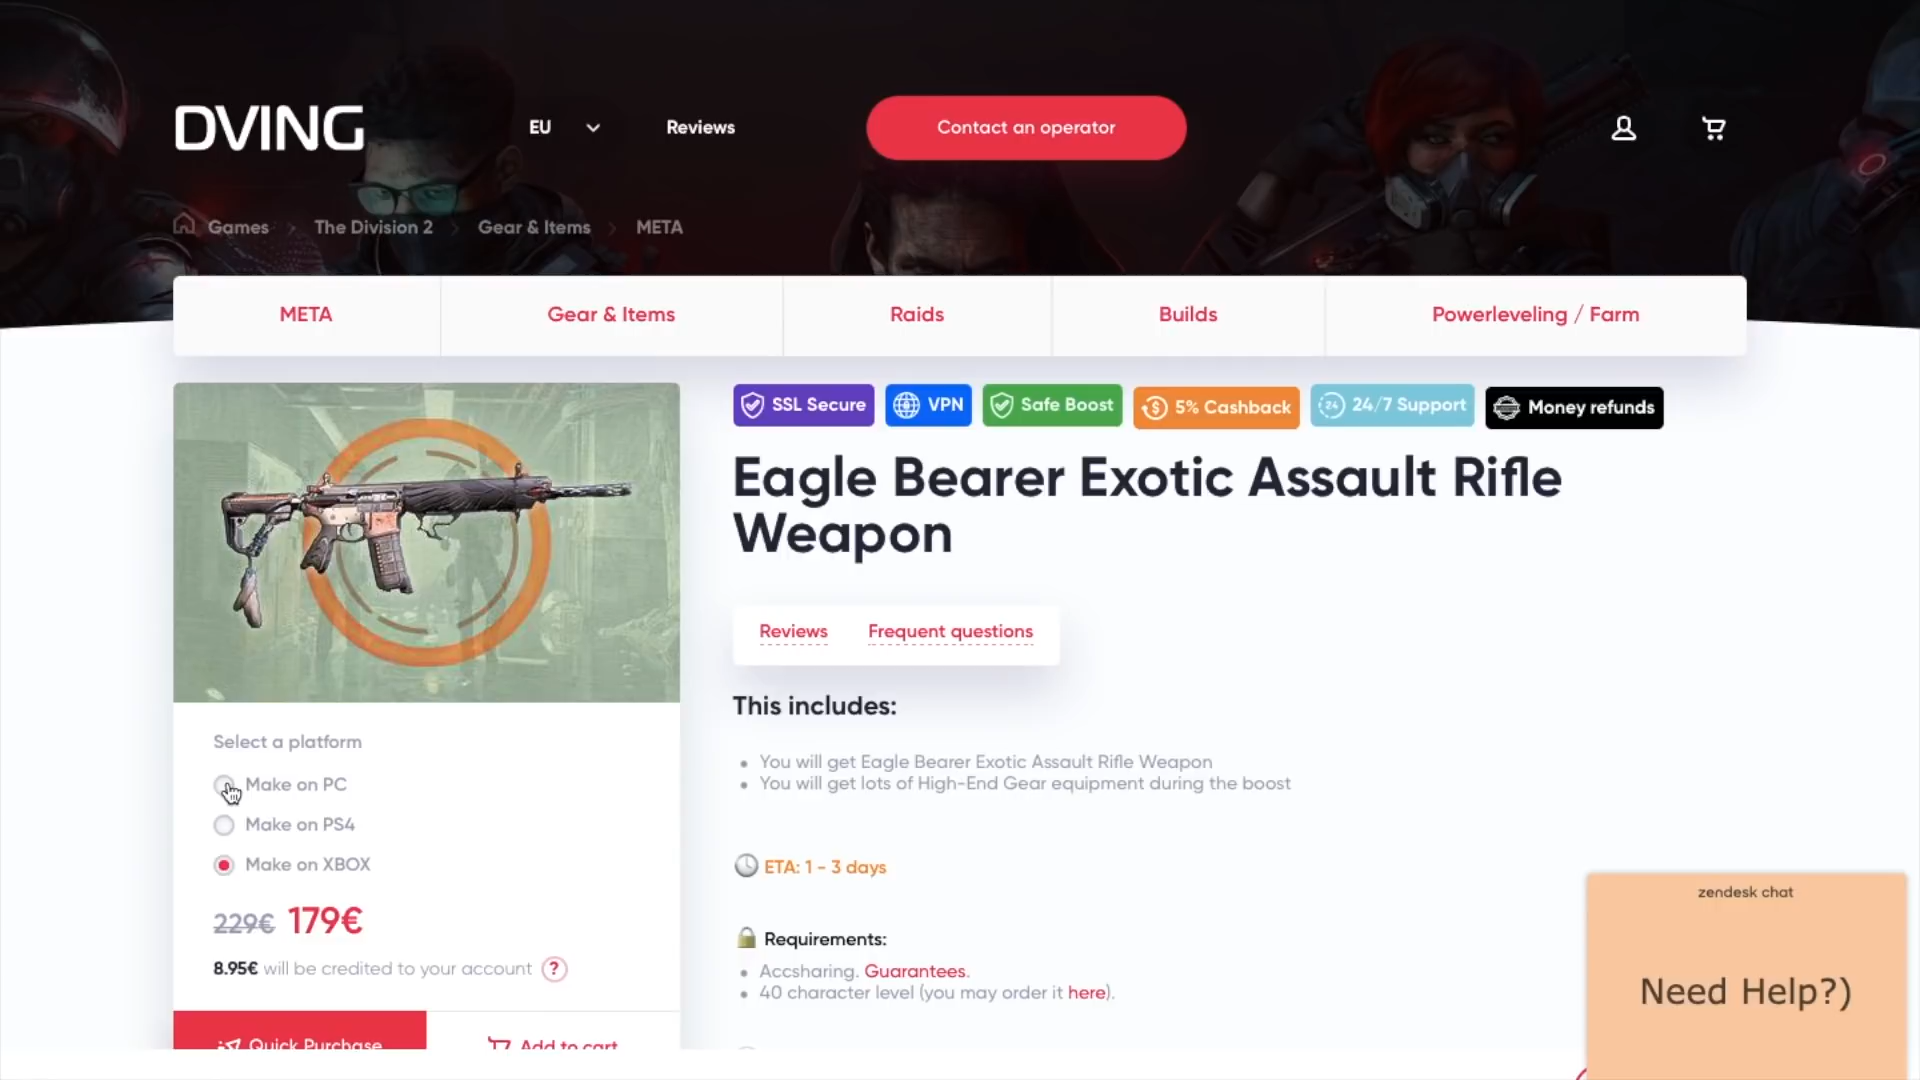 DVING
EU
Reviews
Contact an operator
Games
The Division 2
Gear & Items
META
META
Gear & Items
Raids
Builds
Powerleveling / Farm
SSL Secure
VPN
Safe Boost
5% Cashback
24/7 Support
Money refunds
Eagle Bearer Exotic Assault Rifle
Weapon
Reviews
Frequent questions
This includes:
You will get Eagle Bearer Exotic Assault Rifle Weapon
You will get lots of High-End Gear equipment during the boost
ETA: 1 - 3 days
Requirements:
Accsharing. Guarantees.
40 character level (you may order it here).
Select a platform
Make on PC
Make on PS4
Make on XBOX
229€ 179€
8.95€ will be credited to your account ?
Quick Purchase
Add to cart
zendesk chat
Need Help?)